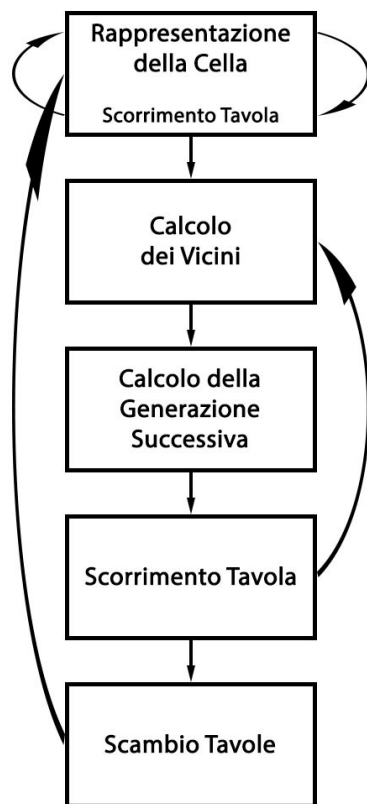 Rappresentazione
della Cella
Scorrimento Tavola
Calcolo
dei Vicini
Calcolo della
Generazione
Successiva
Scorrimento Tavola
Scambio Tavole